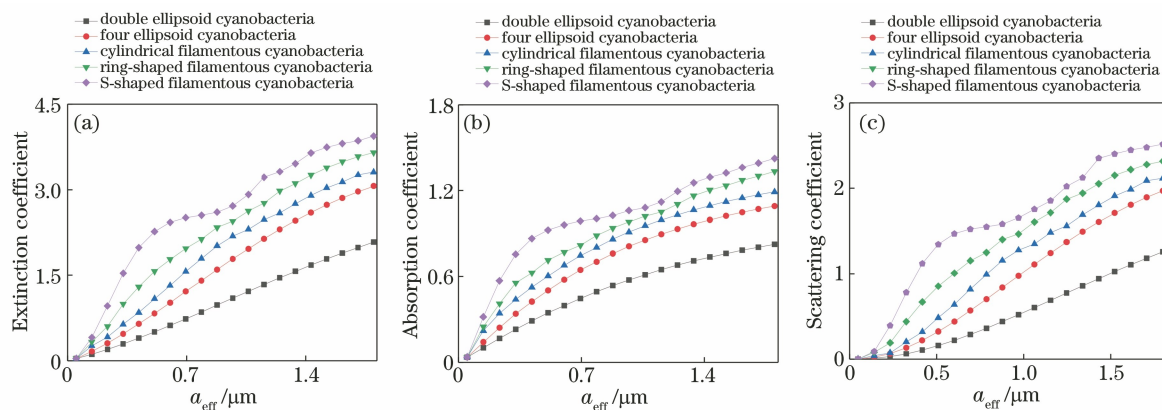 double ellipsoid cyanobacteria
four ellipsoid cyanobacteria
cylindrical filamentous cyanobacteria
ring-shaped filamentous cyanobacteria
S-shaped filamentous cyanobacteria
(a)
Extinction coefficient
4.5
3.0
1.5
0
0
0.7
1.4
a_eff /μm
double ellipsoid cyanobacteria
four ellipsoid cyanobacteria
cylindrical filamentous cyanobacteria
ring-shaped filamentous cyanobacteria
S-shaped filamentous cyanobacteria
(b)
Absorption coefficient
1.8
1.2
0.6
0
0
0.7
1.4
a_eff /μm
double ellipsoid cyanobacteria
four ellipsoid cyanobacteria
cylindrical filamentous cyanobacteria
ring-shaped filamentous cyanobacteria
S-shaped filamentous cyanobacteria
(c)
Scattering coefficient
3
2
1
0
0
0.5
1.0
1.5
a_eff /μm